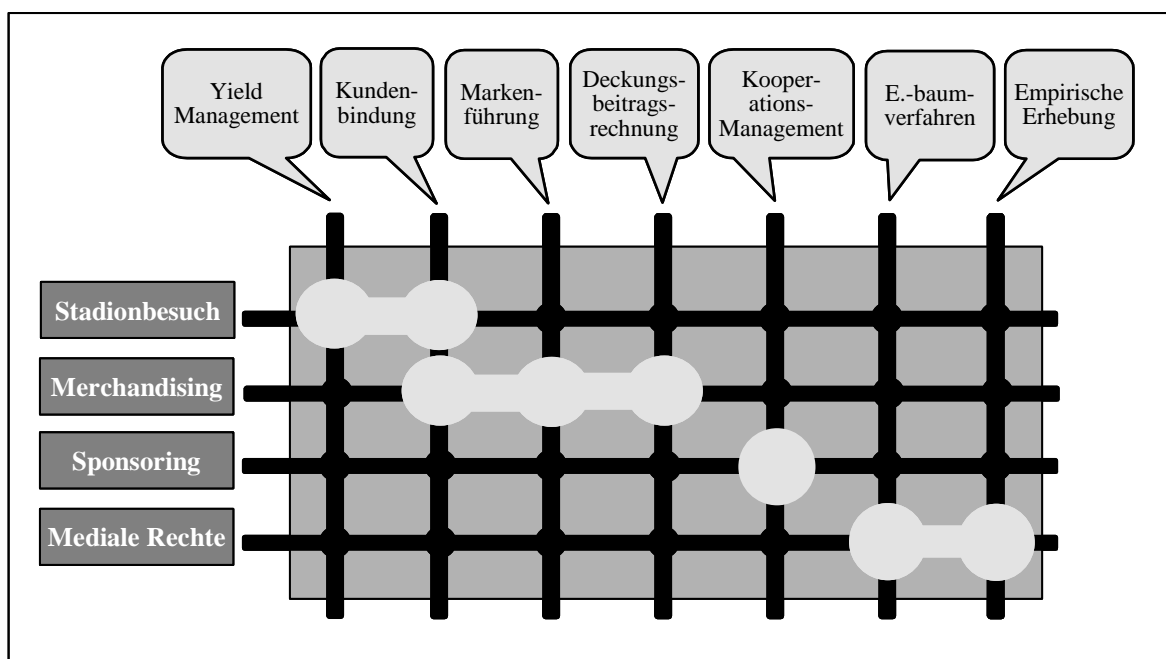 Yield
Management
Kunden-
bindung
Marken-
führung
Deckungs-
beitrags-
rechnung
Kooper-
ations-
Management
E.-baum-
verfahren
Empirische
Erhebung
Stadionbesuch
Merchandising
Sponsoring
Mediale Rechte